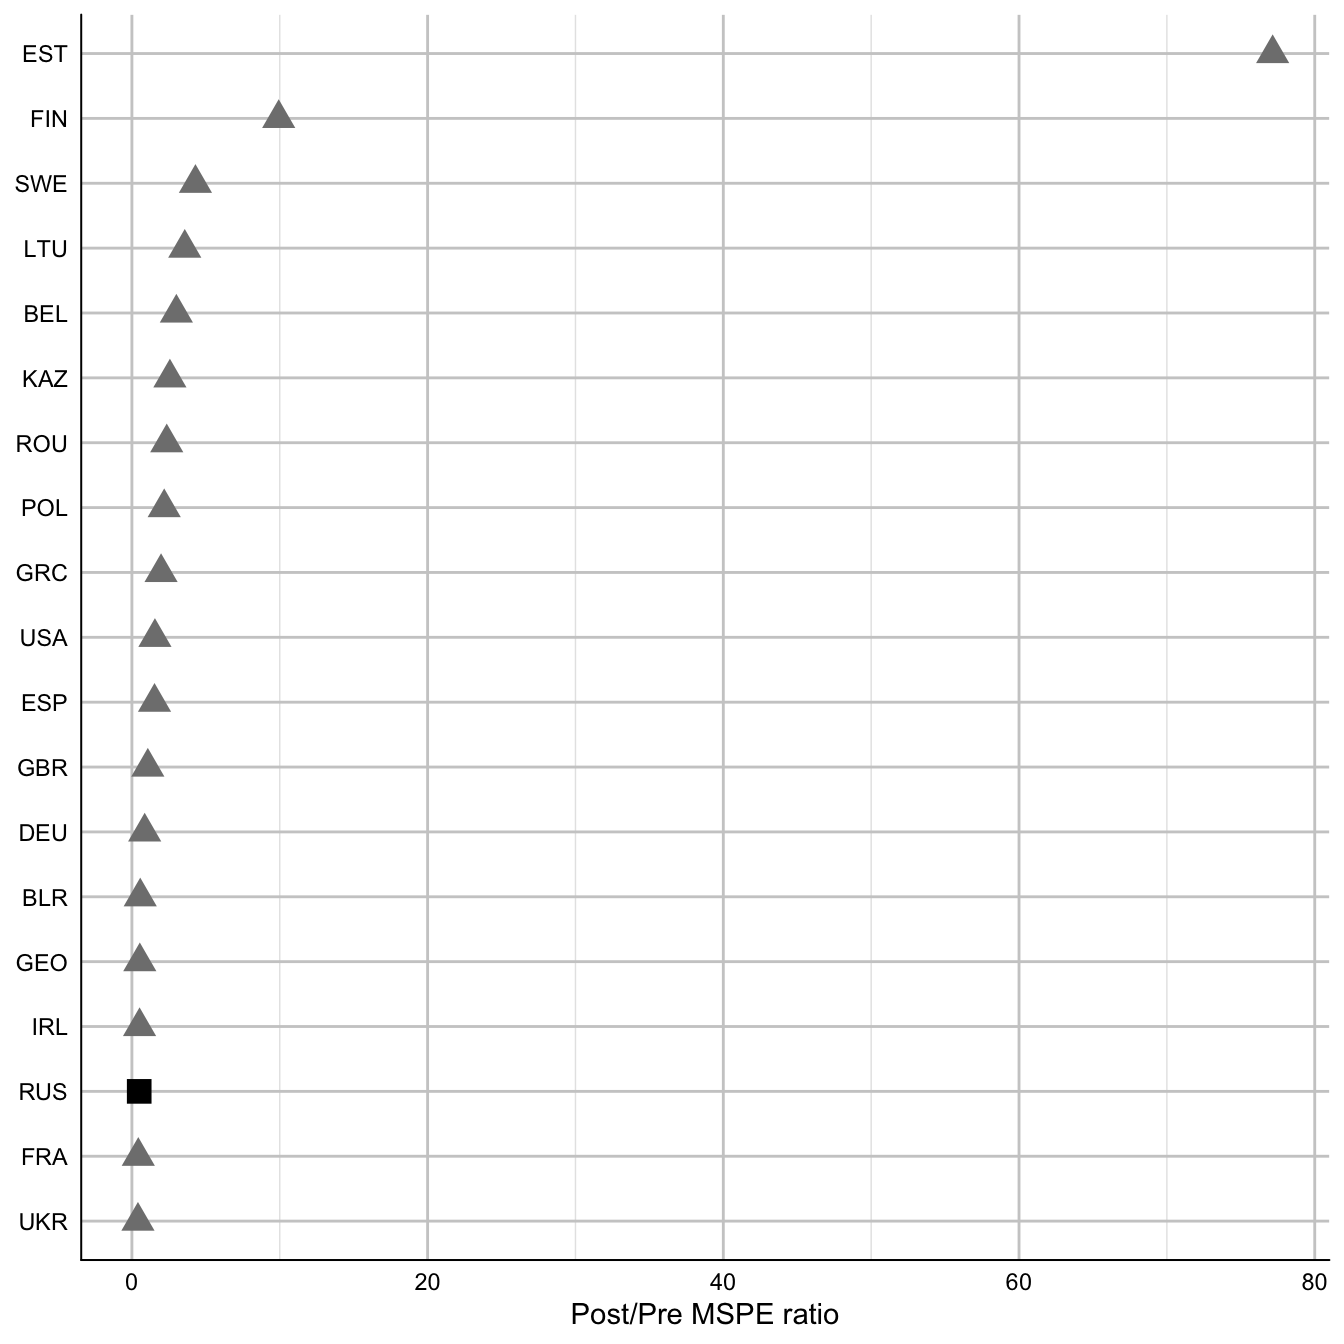 EST
FIN
SWE
LTU
BEL
KAZ
ROU
POL
GRC
USA
ESP
GBR
DEU
BLR
GEO
IRL
RUS
FRA
UKR
0 20 40 60 80
Post/Pre MSPE ratio